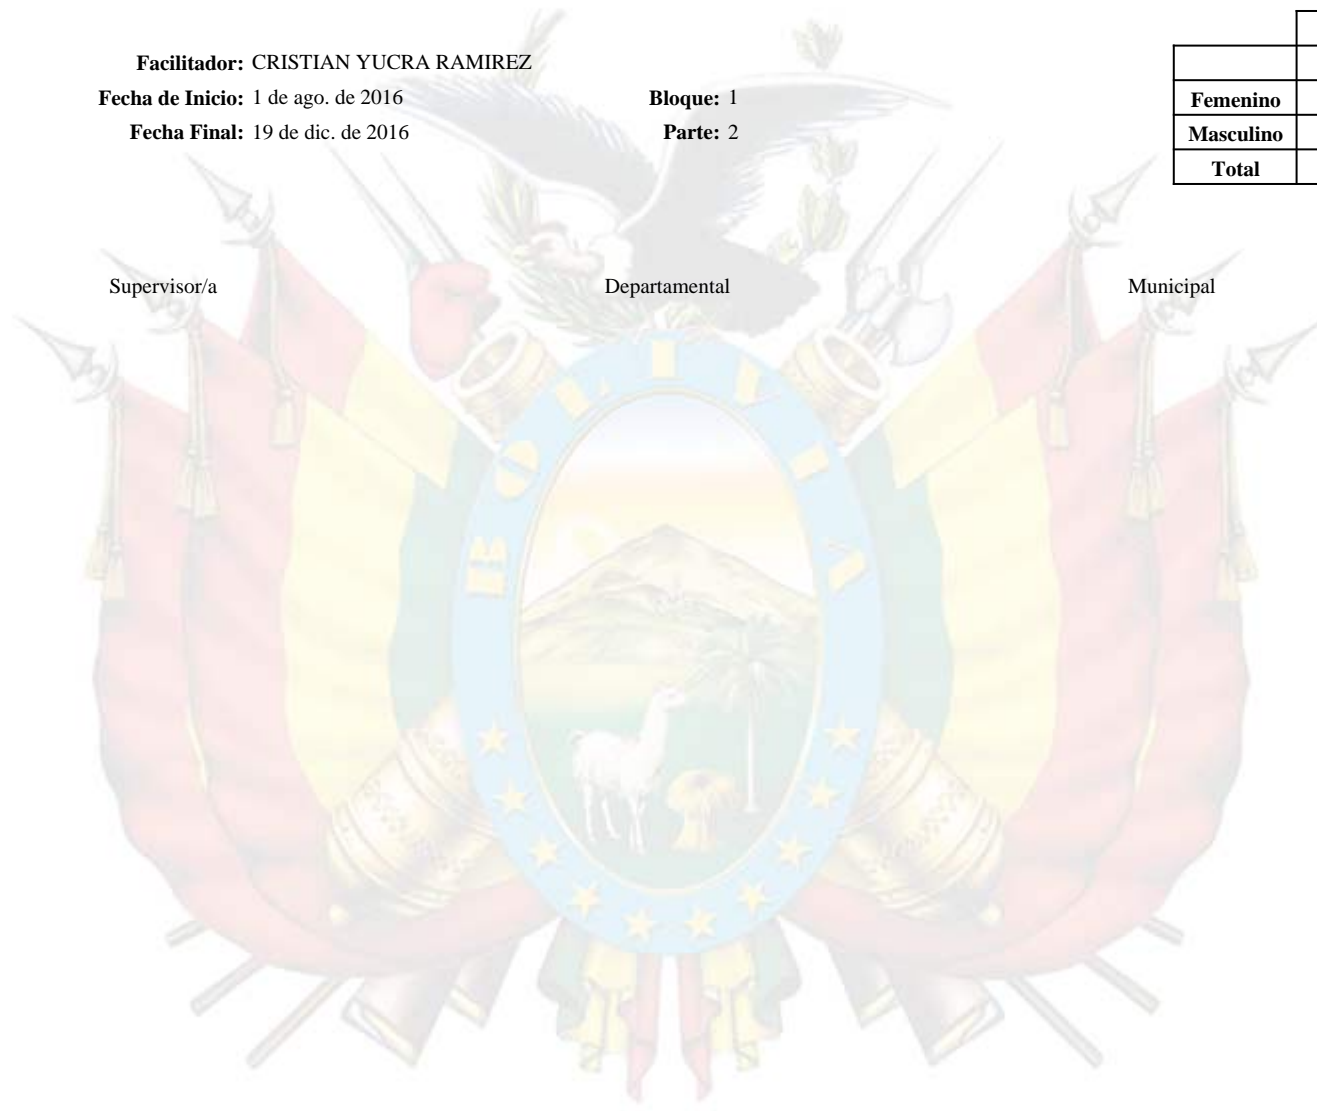 Facilitador: CRISTIAN YUCRA RAMIREZ
Fecha de Inicio: 1 de ago. de 2016 Bloque: 1
Fecha Final: 19 de dic. de 2016 Parte: 2
Femenino
Masculino
Total
Supervisor/a Departamental Municipal
BOLIVIA